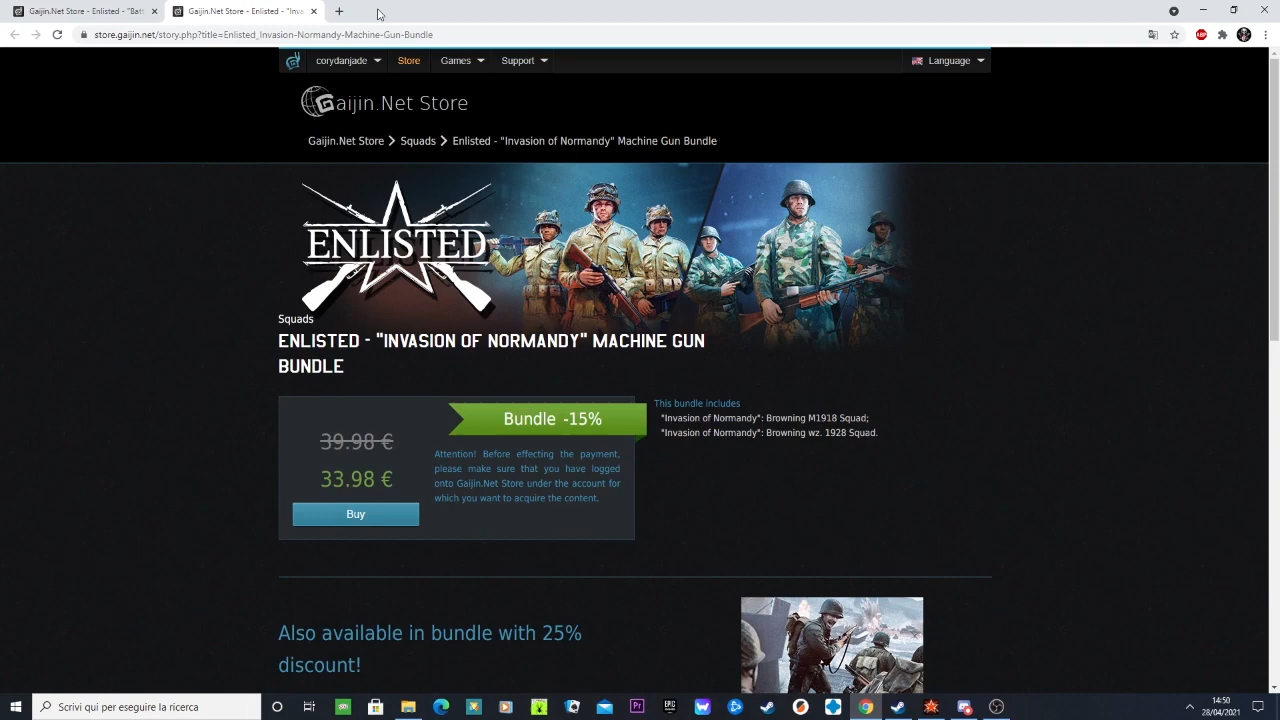 Gaijin.Net Store - Enlisted - "Batt
Gaijin.Net Store - Enlisted - "Inva
store.gaijin.net/story.php?title=Enlisted_Invasion-Normandy-Machine-Gun-Bundle
ABP
corydanjade
Store
Games
Support
Language
Gaijin.Net Store
Gaijin.Net Store > Squads > Enlisted - "Invasion of Normandy" Machine Gun Bundle
ENLISTED
Squads
ENLISTED - "INVASION OF NORMANDY" MACHINE GUN
BUNDLE
39.98 €
33.98 €
Buy
Bundle -15%
Attention! Before effecting the payment,
please make sure that you have logged
onto Gaijin.Net Store under the account for
which you want to acquire the content.
This bundle includes
"Invasion of Normandy": Browning M1918 Squad;
"Invasion of Normandy": Browning wz. 1928 Squad.
Also available in bundle with 25%
discount!
Scrivi qui per eseguire la ricerca
Pr
EPIC
14:50
28/04/2021